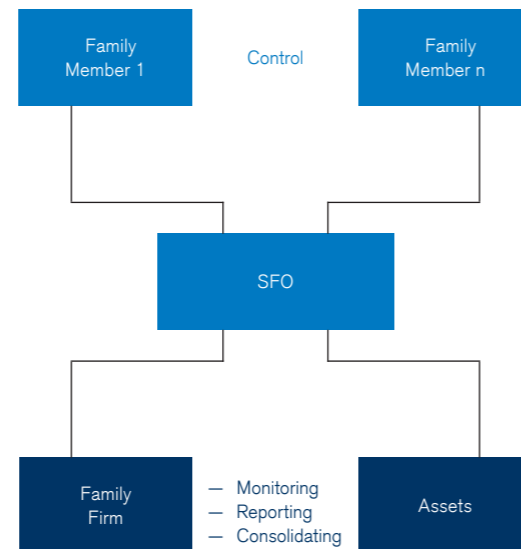 Family
Member 1
Control
Family
Member n
SFO
Family
Firm
— Monitoring
— Reporting
— Consolidating
Assets